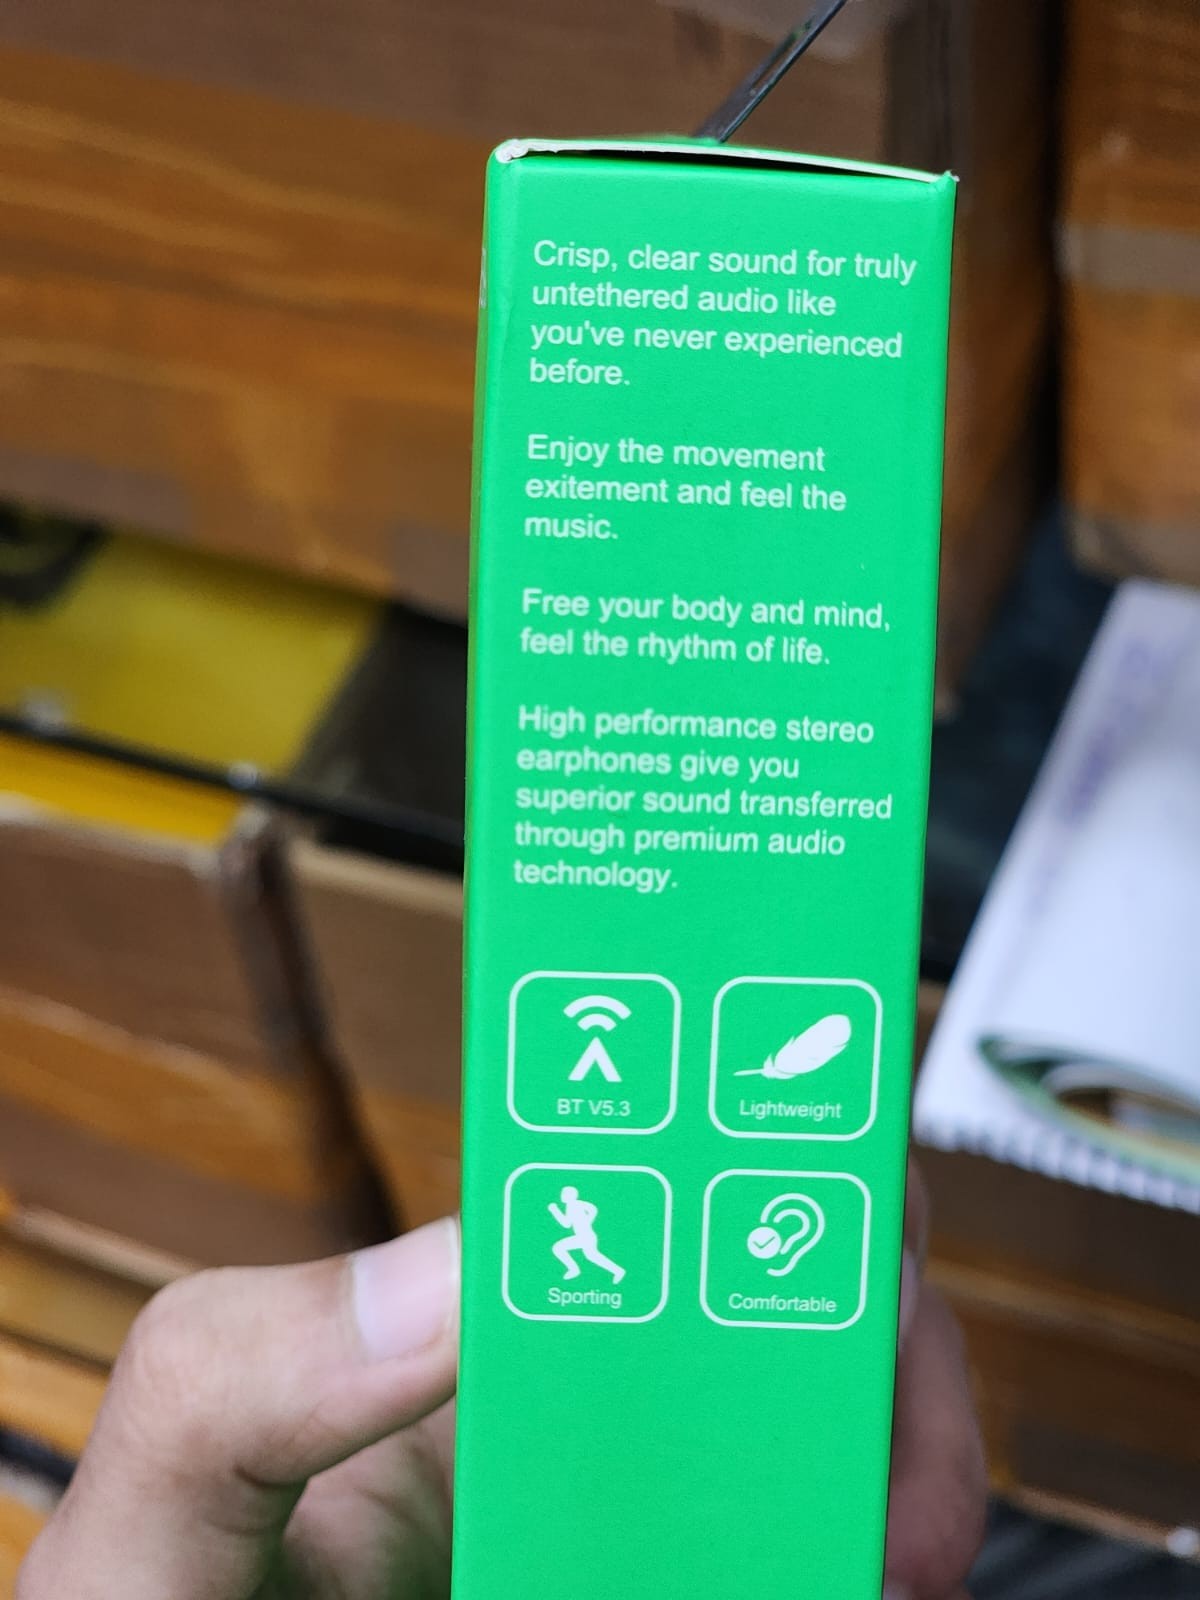 Crisp, clear sound for truly
untethered audio like
you've never experienced
before.
Enjoy the movement
exitement and feel the
music.
Free your body and mind,
feel the rhythm of life.
High performance stereo
earphones give you
superior sound transferred
through premium audio
technology.
BT V5.3
Lightweight
Sporting
Comfortable